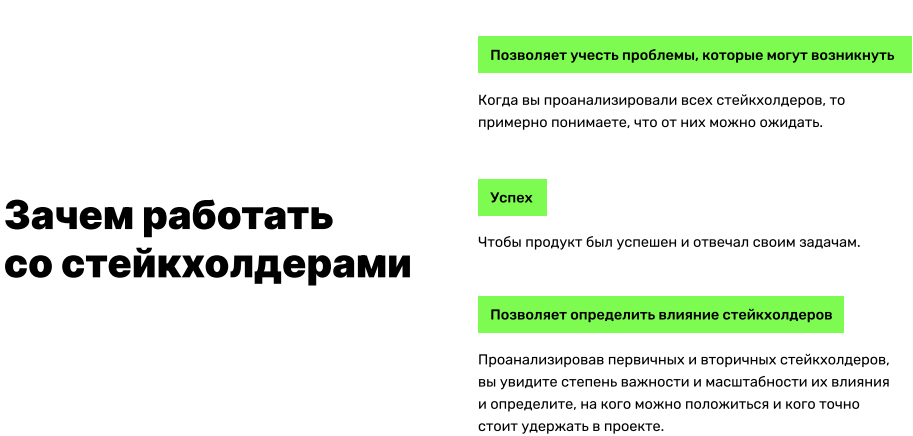 Зачем работать
со стейкхолдерами
Позволяет учесть проблемы, которые могут возникнуть
Когда вы проанализировали всех стейкхолдеров, то
примерно понимаете, что от них можно ожидать.
Успех
Чтобы продукт был успешен и отвечал своим задачам.
Позволяет определить влияние стейкхолдеров
Проанализировав первичных и вторичных стейкхолдеров,
вы увидите степень важности и масштабности их влияния
и определите, на кого можно положиться и кого точно
стоит удержать в проекте.